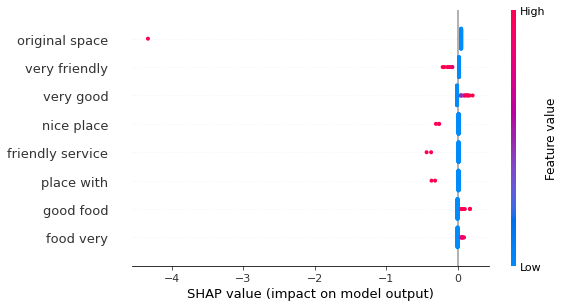 High
original space
very friendly
very good
nice place
friendly service
place with
good food
food very
Feature value
Low
−4 −3 −2 −1 0
SHAP value (impact on model output)